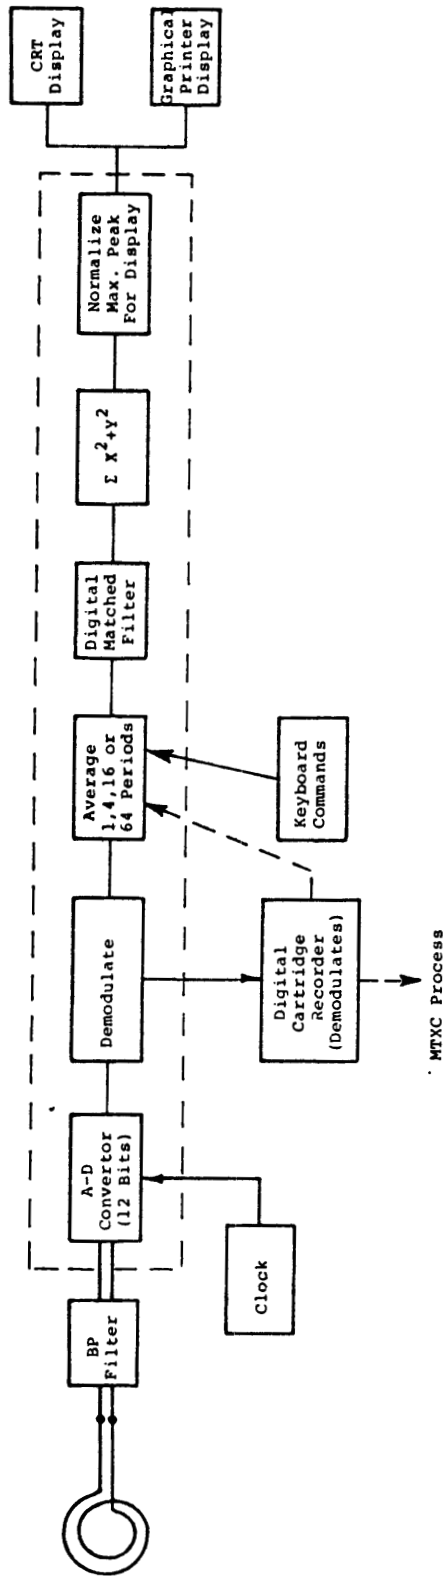 BP
Filter
A-D
Convertor
(12 Bits)
Clock
Demodulate
Digital
Cartridge
Recorder
(Demodulates)
MTXC Process
Average
1,4,16 or
64 Periods
Keyboard
Commands
Digital
Matched
Filter
Σ X²+Y²
Normalize
Max. Peak
For Display
CRT
Display
Graphical
Printer
Display